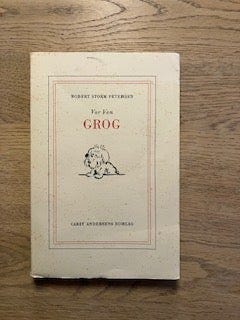 ROBERT STORM PETERSEN
Vor Ven
GROG
CARIT ANDERSENS FORLAG